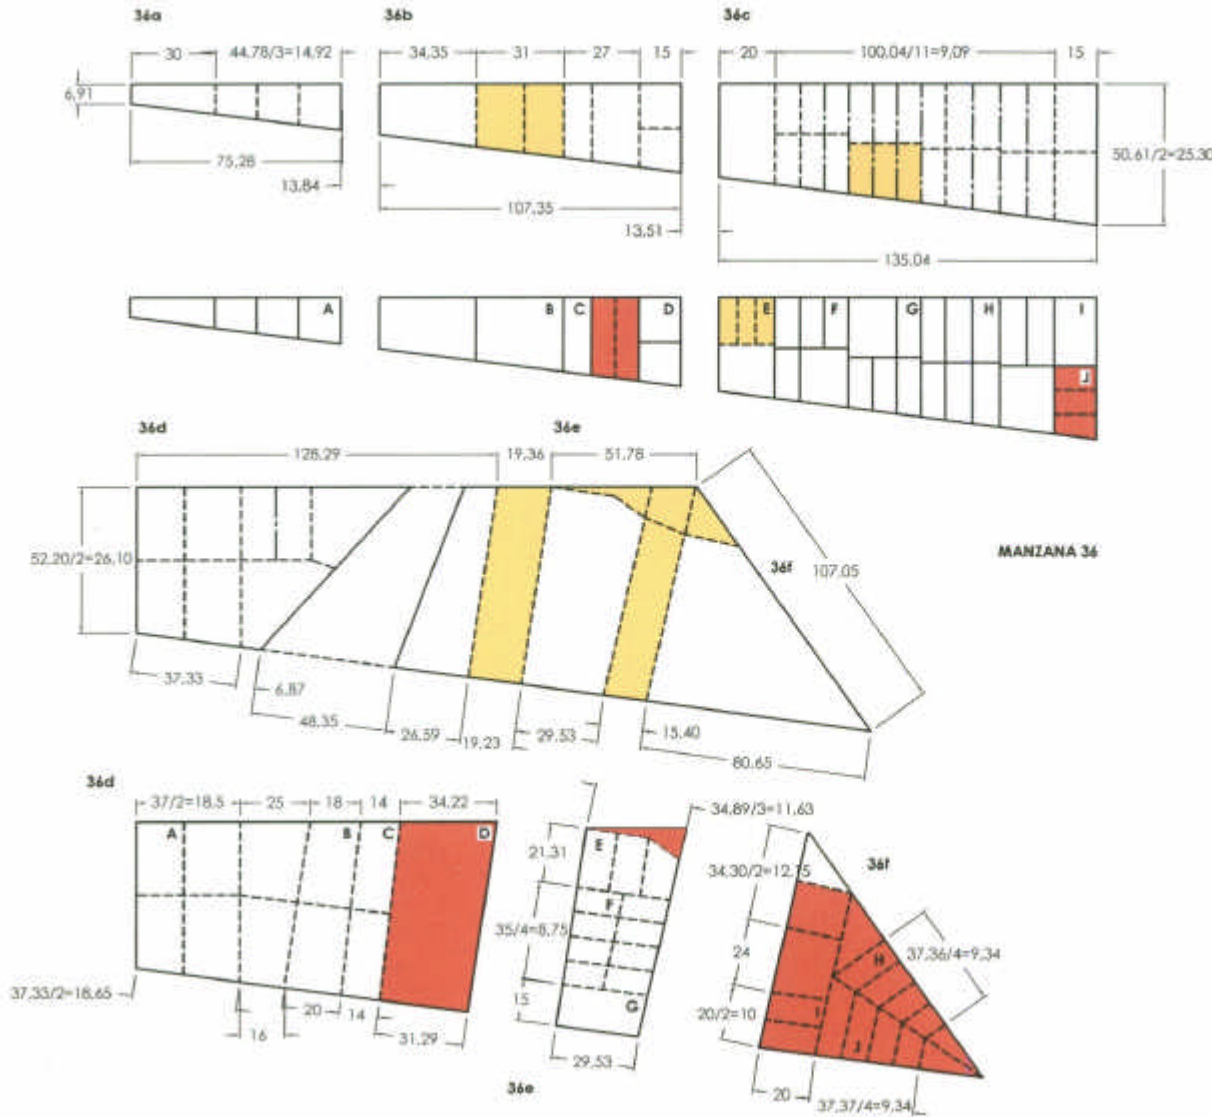 36a
36b
36c
30
44.78/3=14.92
34,35
31
27
15
20
100,04/11=9,09
15
6,91
50,61/2=25,30
75,28
13,84
107,35
13,51
135,04
A
B
C
D
E
F
G
H
I
J
36d
36e
128,29
19,36
51,78
52.20/2=26,10
MANZANA 36
36f
107,05
37,33
6,87
48,35
26,59
19,23
29,53
15,40
80,65
36d
37/2=18,5
25
18
14
34,22
34,89/3=11,63
A
B
C
D
E
21,31
34,30/2=12,15
36f
F
35/4=8,75
24
H
37,36/4=9,34
37,33/2=18,65
15
G
20/2=10
I
J
20
14
16
31,29
29,53
36e
20
37,37/4=9,34